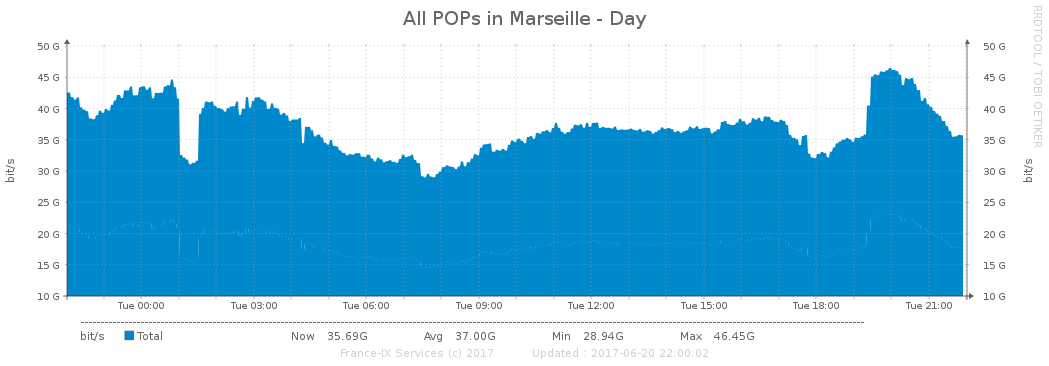 All POPs in Marseille - Day
RRDTOOL / TOBI OETIKER
50 G 50 G
45 G 45 G
40 G 40 G
35 G 35 G
30 G 30 G
25 G 25 G
20 G 20 G
15 G 15 G
10 G 10 G
bit/s bit/s
Tue 00:00 Tue 03:00 Tue 06:00 Tue 09:00 Tue 12:00 Tue 15:00 Tue 18:00 Tue 21:00
bit/s Total Now 35.69G Avg 37.00G Min 28.94G Max 46.45G
France-IX Services (c) 2017 Updated : 2017-06-20 22:00:02